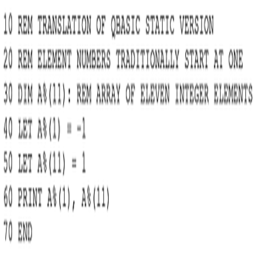 10 REM TRANSLATION OF QBASIC STATIC VERSION
20 REM ELEMENT NUMBERS TRADITIONALLY START AT ONE
30 DIM A%(11): REM ARRAY OF ELEVEN INTEGER ELEMENTS
40 LET A%(1) = -1
50 LET A%(11) = 1
60 PRINT A%(1), A%(11)
70 END